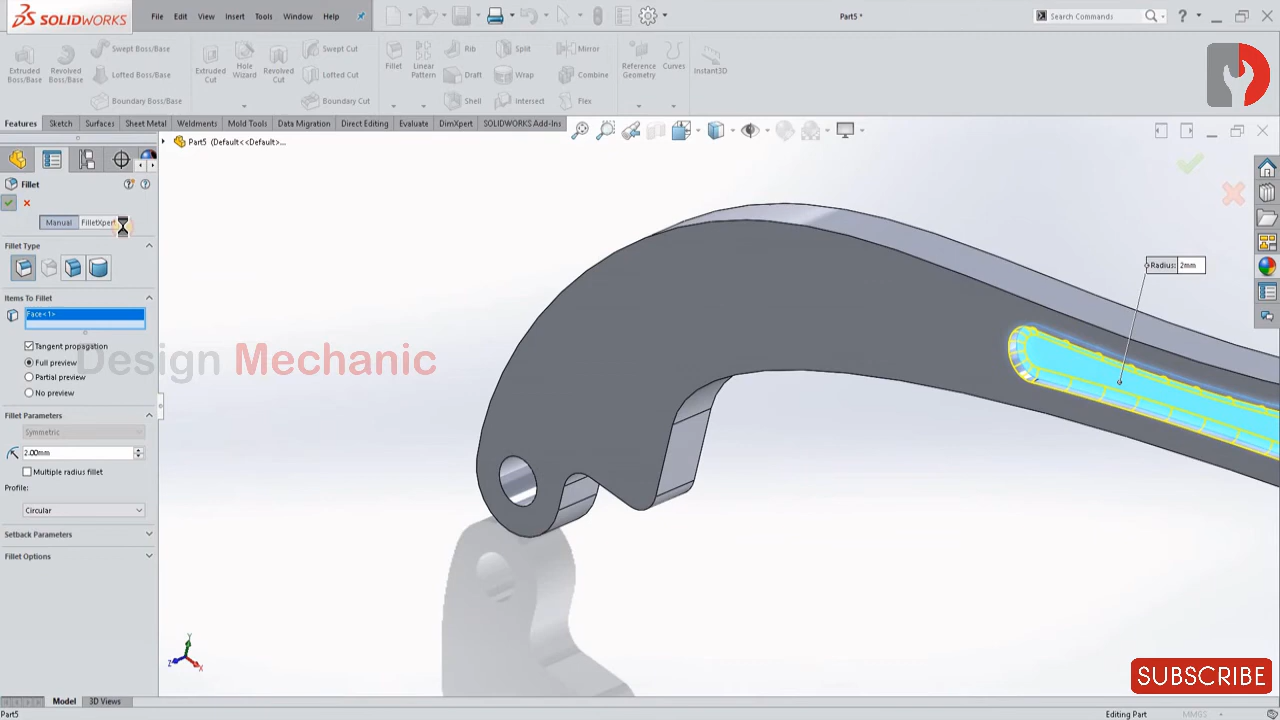 SOLIDWORKS File Edit View Insert Tools Window Help
Part5 *
Search Commands
Extruded Boss/Base
Revolved Boss/Base
Swept Boss/Base
Lofted Boss/Base
Boundary Boss/Base
Extruded Cut
Hole Wizard
Revolved Cut
Swept Cut
Lofted Cut
Boundary Cut
Fillet
Linear Pattern
Rib
Draft
Shell
Split
Wrap
Intersect
Mirror
Combine
Flex
Reference Geometry
Curves
Instant3D
Features Sketch Surfaces Sheet Metal Weldments Mold Tools Data Migration Direct Editing Evaluate DimXpert SOLIDWORKS Add-Ins
Part5 (Default<<Default>...
Fillet
Manual FilletXpert
Fillet Type
Items To Fillet
Face<1>
Tangent propagation
Full preview
Partial preview
No preview
Fillet Parameters
Symmetric
2.00mm
Multiple radius fillet
Profile:
Circular
Setback Parameters
Fillet Options
Radius: 2mm
Design Mechanic
Y
Z
X
SUBSCRIBE
Model 3D Views
Part5
Editing Part
MMGS